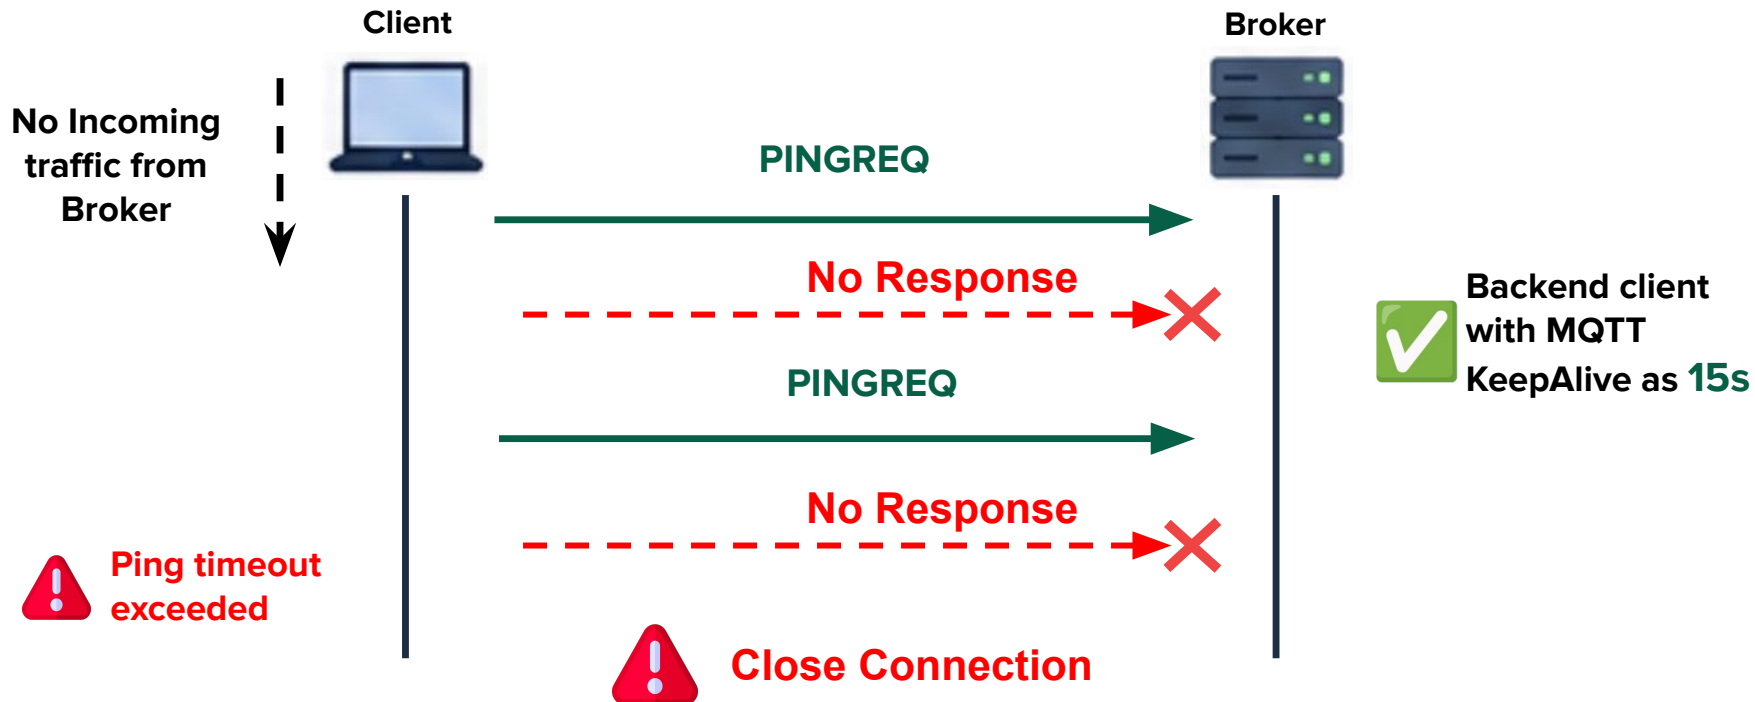 Client
Broker
No Incoming
traffic from
Broker
PINGREQ
No Response
Backend client
with MQTT
KeepAlive as 15s
PINGREQ
No Response
Ping timeout
exceeded
Close Connection